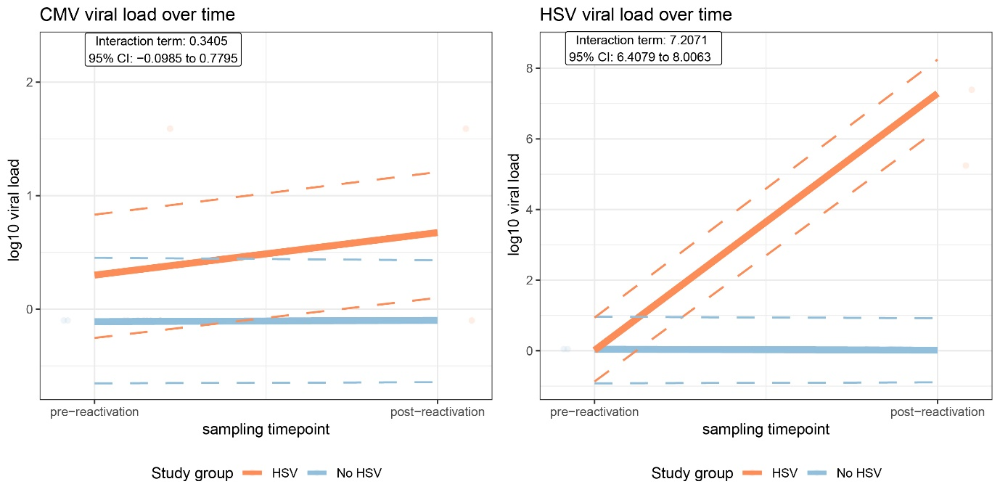 CMV viral load over time
Interaction term: 0.3405
95% CI: −0.0985 to 0.7795
log10 viral load
2
1
0
pre−reactivation
post−reactivation
sampling timepoint
Study group HSV No HSV
HSV viral load over time
Interaction term: 7.2071
95% CI: 6.4079 to 8.0063
log10 viral load
8
6
4
2
0
pre−reactivation
post−reactivation
sampling timepoint
Study group HSV No HSV